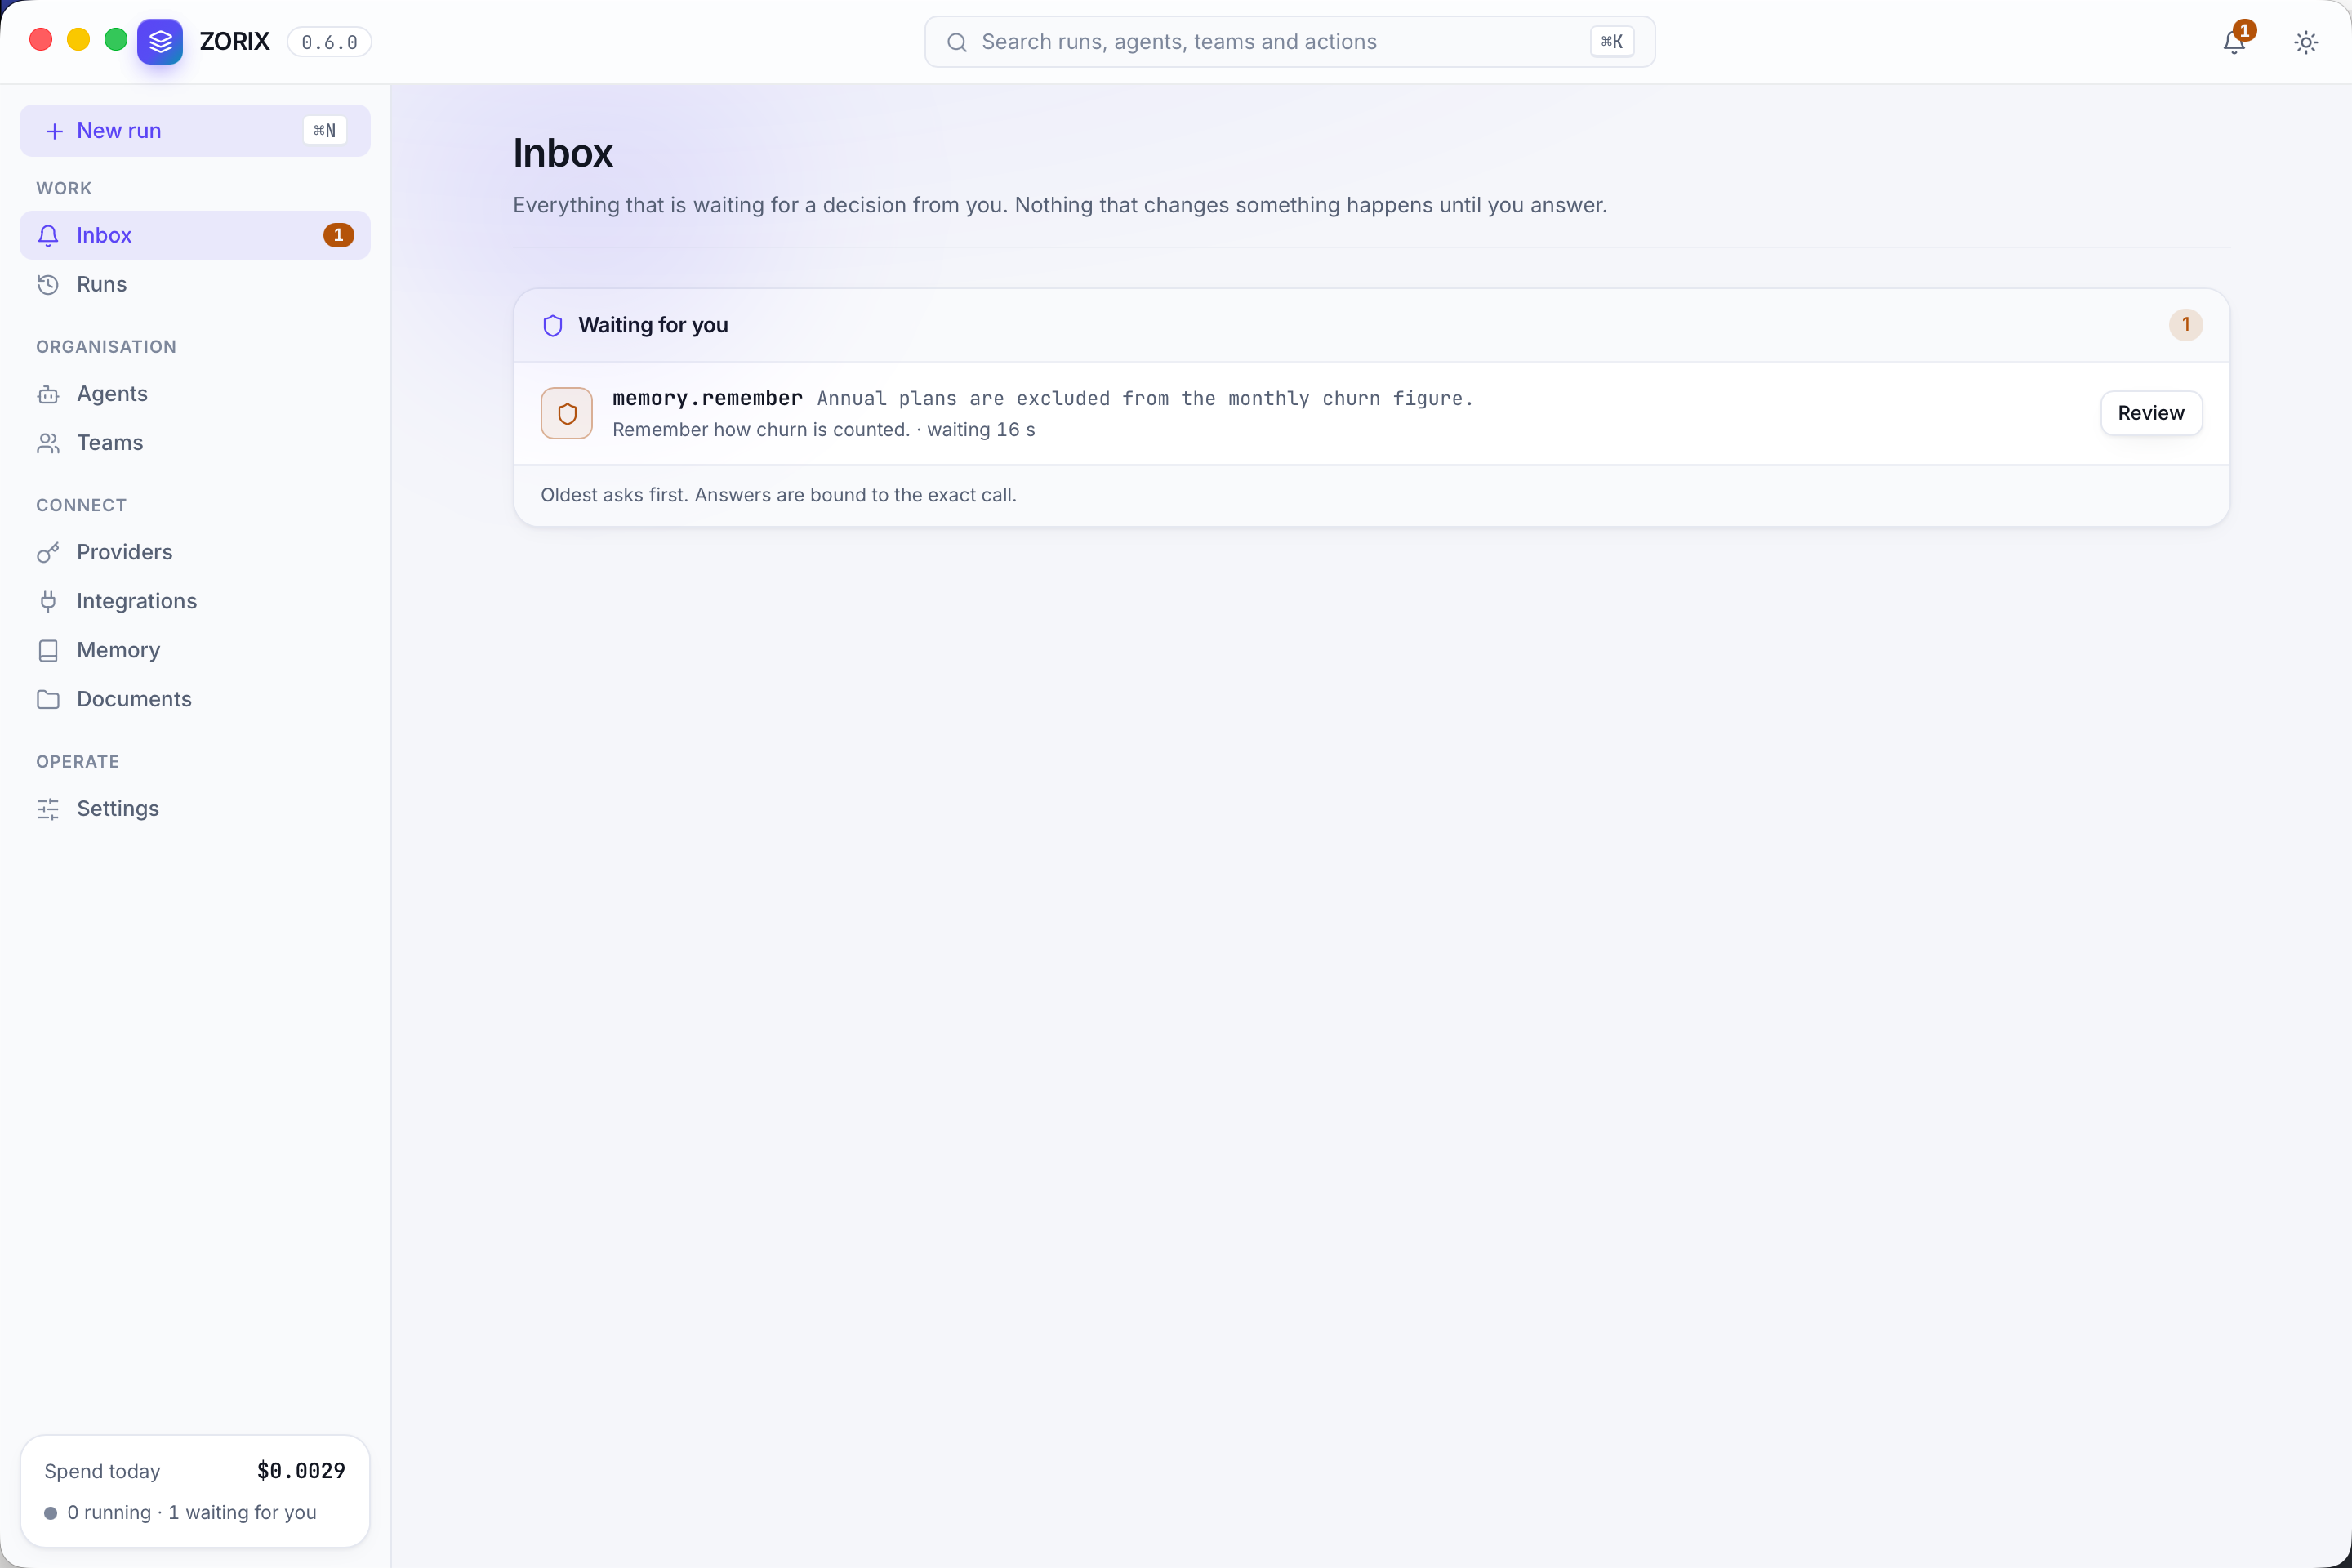 ZORIX 0.6.0
Search runs, agents, teams and actions ⌘K
1
New run ⌘N
WORK
Inbox 1
Runs
ORGANISATION
Agents
Teams
CONNECT
Providers
Integrations
Memory
Documents
OPERATE
Settings
Spend today $0.0029
0 running · 1 waiting for you
Inbox
Everything that is waiting for a decision from you. Nothing that changes something happens until you answer.
Waiting for you 1
memory.remember Annual plans are excluded from the monthly churn figure.
Remember how churn is counted. · waiting 16 s
Review
Oldest asks first. Answers are bound to the exact call.